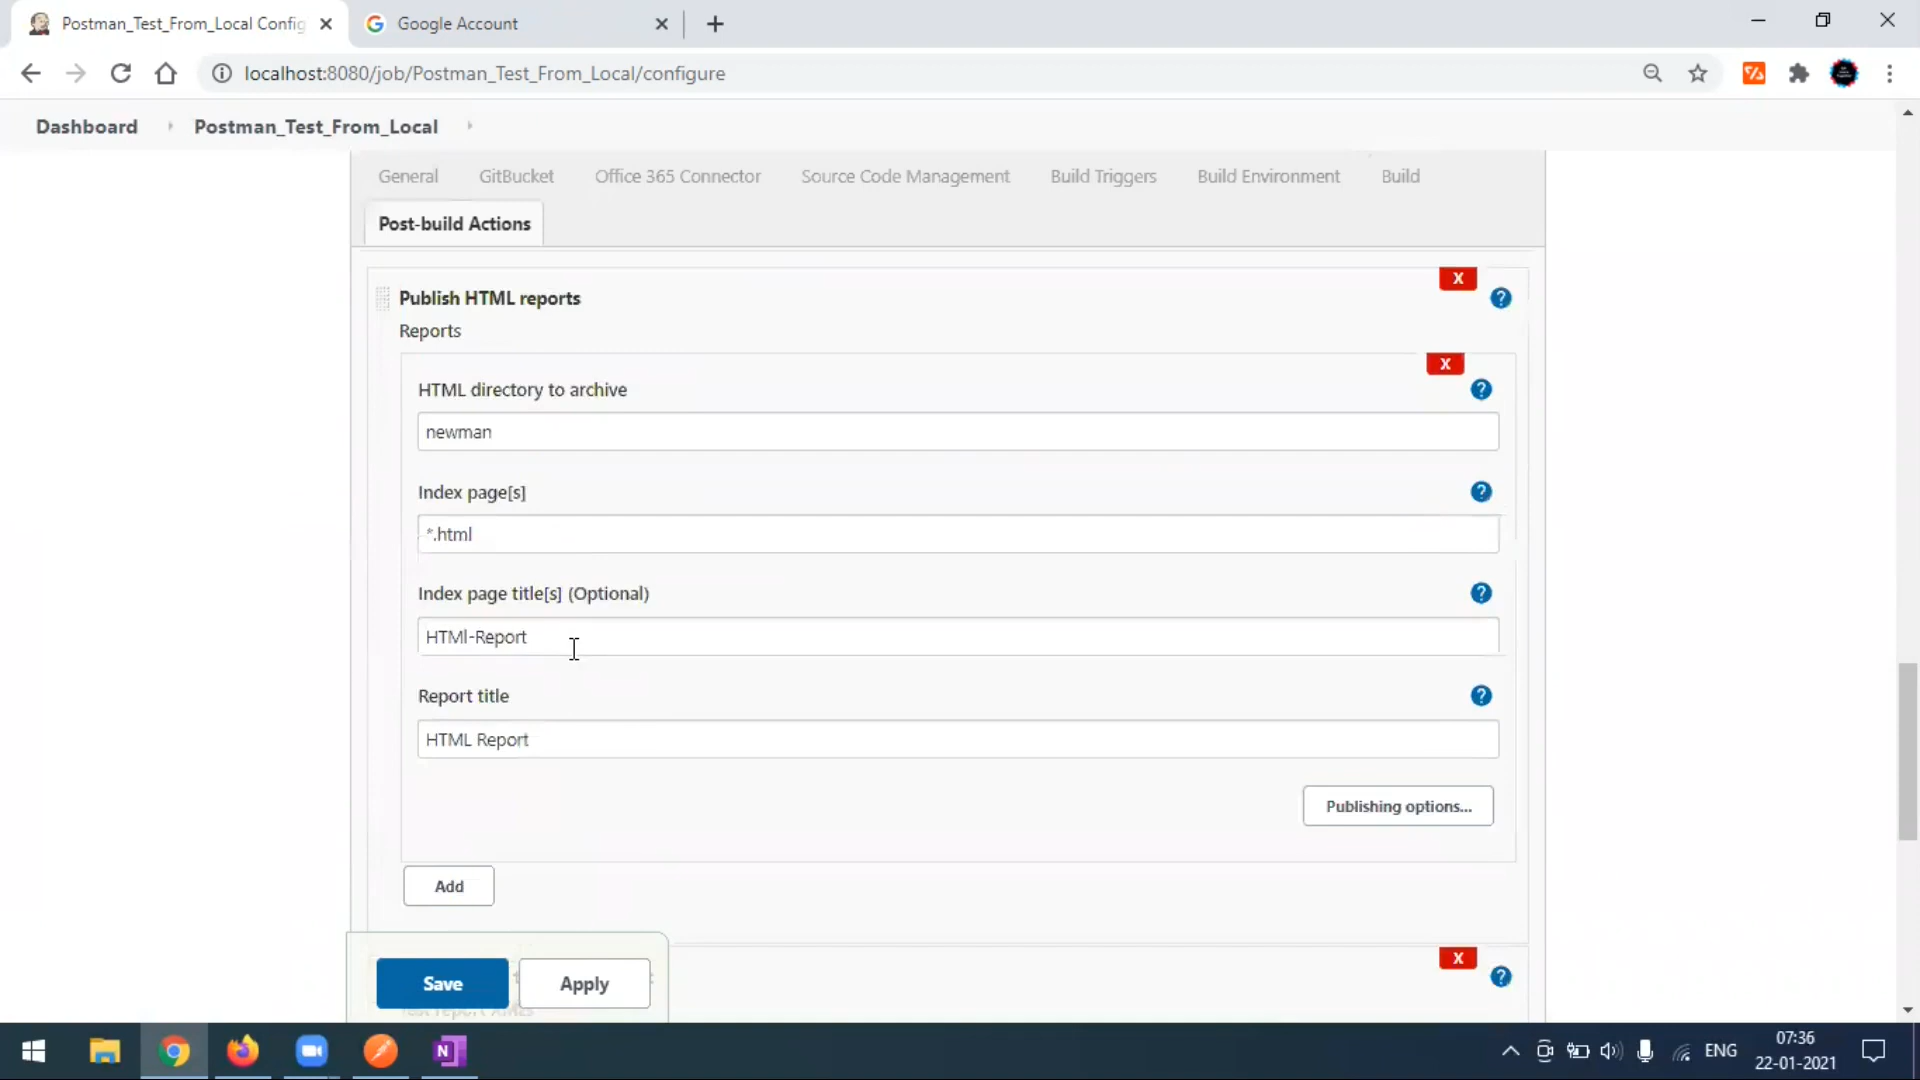 Postman_Test_From_Local Config
Google Account
localhost:8080/job/Postman_Test_From_Local/configure
Dashboard
Postman_Test_From_Local
General
GitBucket
Office 365 Connector
Source Code Management
Build Triggers
Build Environment
Build
Post-build Actions
X
Publish HTML reports
?
Reports
X
HTML directory to archive
?
newman
Index page[s]
?
*.html
Index page title[s] (Optional)
?
HTMl-Report
Report title
?
HTML Report
Publishing options...
Add
X
?
Save
Apply
N
ENG
07:36
22-01-2021